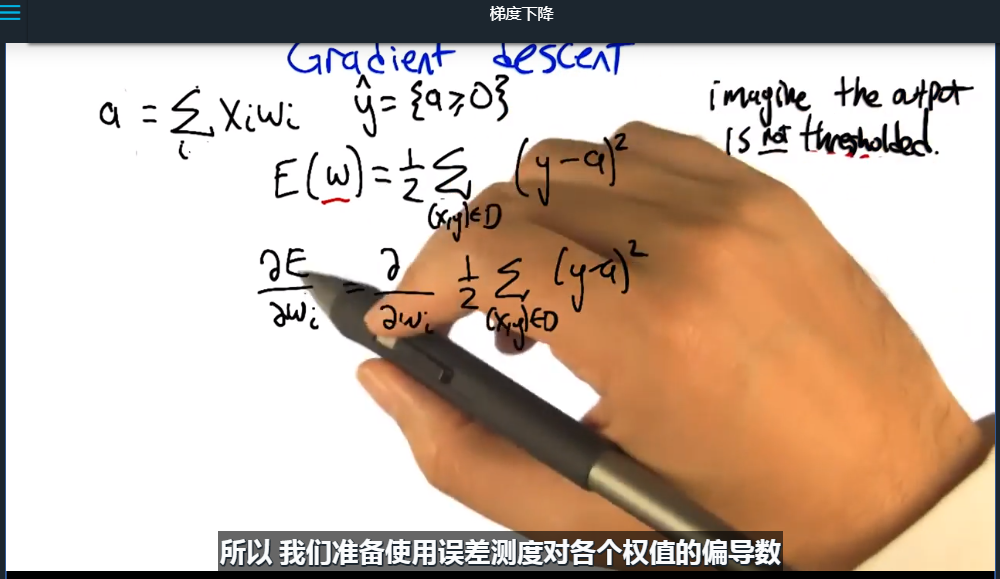 梯度下降
Gradient descent
a = ∑ᵢ xᵢwᵢ ŷ = {a ≥ 0}
imagine the output
is not thresholded.
E(w) = 1/2 ∑_{(x,y)∈D} (y-a)²
∂E/∂wᵢ = ∂/∂wᵢ 1/2 ∑_{(x,y)∈D} (y-a)²
所以 我们准备使用误差测度对各个权值的偏导数